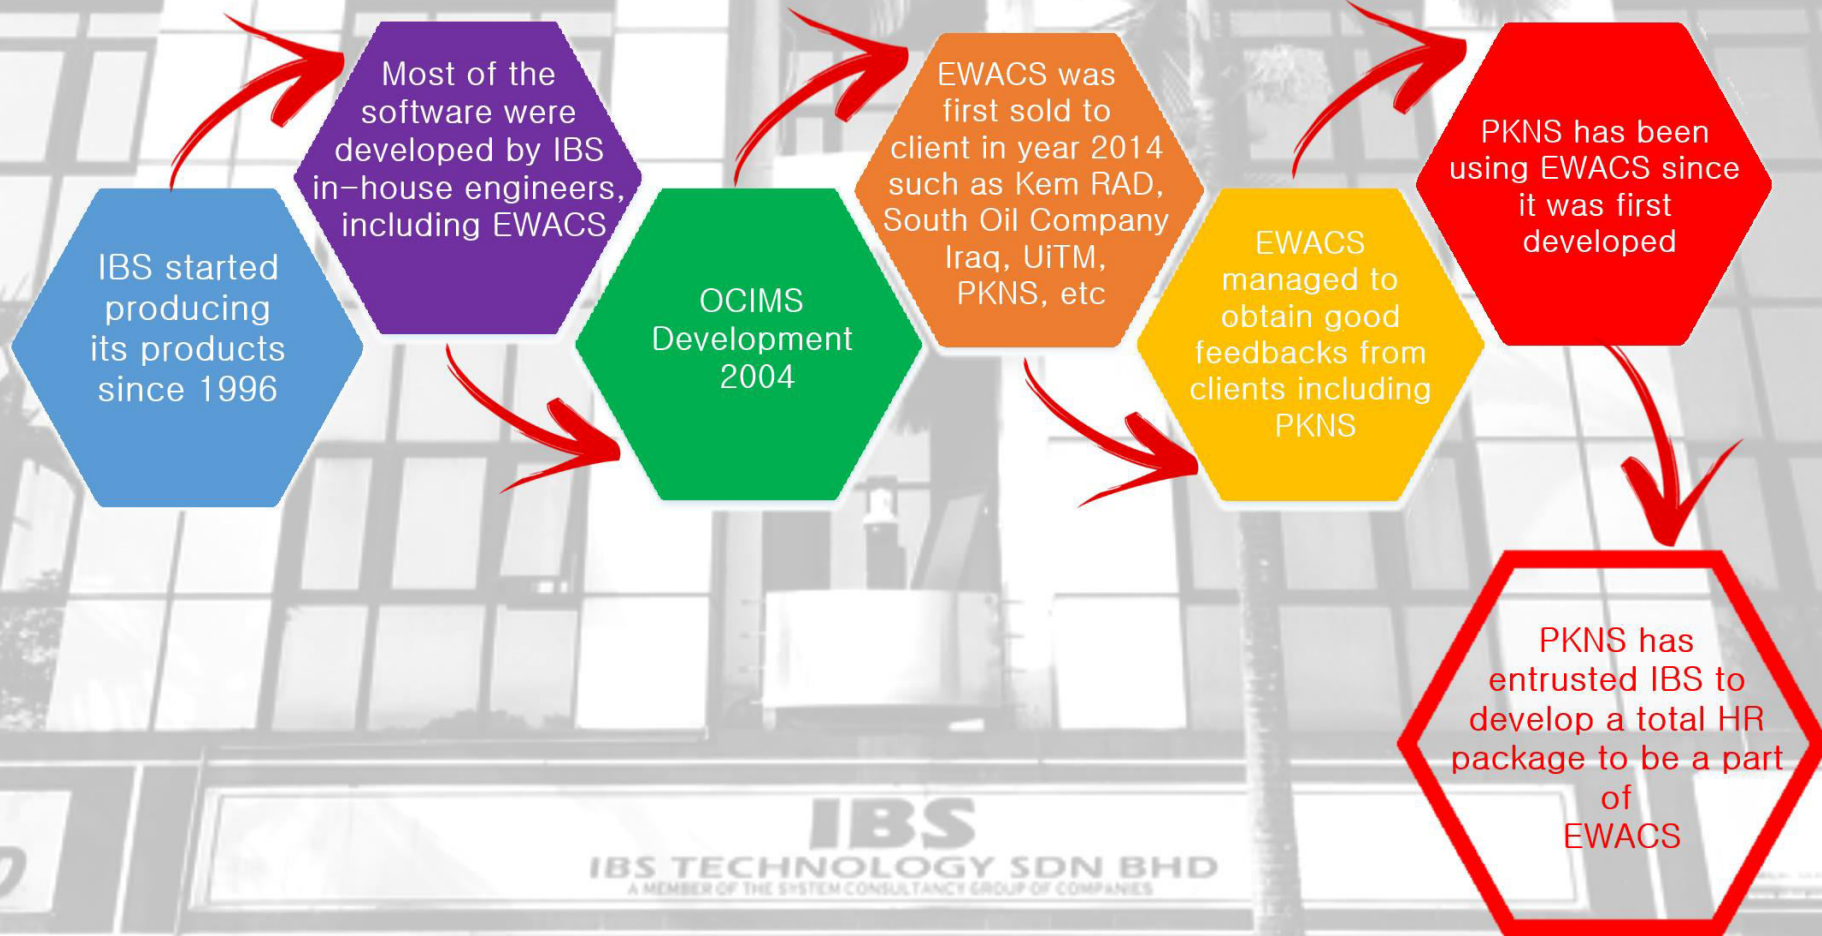 IBS started
producing
its products
since 1996
Most of the
software were
developed by IBS
in-house engineers,
including EWACS
OCIMS
Development
2004
EWACS was
first sold to
client in year 2014
such as Kem RAD,
South Oil Company
Iraq, UiTM,
PKNS, etc
EWACS
managed to
obtain good
feedbacks from
clients including
PKNS
PKNS has been
using EWACS since
it was first
developed
PKNS has
entrusted IBS to
develop a total HR
package to be a part
of
EWACS
IBS
IBS TECHNOLOGY SDN BHD
A MEMBER OF THE SYSTEM CONSULTANCY GROUP OF COMPANIES